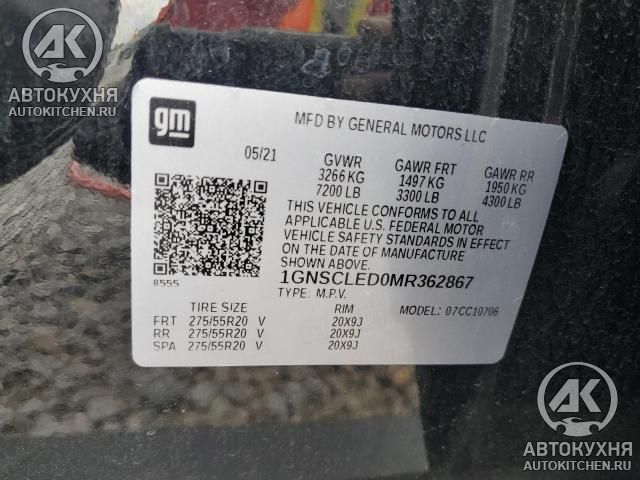 AK
АВТОКУХНЯ
AUTOKITCHEN.RU
gm
MFD BY GENERAL MOTORS LLC
05/21 GVWR GAWR FRT GAWR RR
3266 KG 1497 KG 1950 KG
7200 LB 3300 LB 4300 LB
THIS VEHICLE CONFORMS TO ALL
APPLICABLE U.S. FEDERAL MOTOR
VEHICLE SAFETY STANDARDS IN EFFECT
ON THE DATE OF MANUFACTURE
SHOWN ABOVE.
8555
1GNSCLED0MR362867
TYPE: M.P.V. MODEL: 07CC10706
TIRE SIZE RIM
FRT 275/55R20 V 20X9J
RR 275/55R20 V 20X9J
SPA 275/55R20 V 20X9J
AK
АВТОКУХНЯ
AUTOKITCHEN.RU